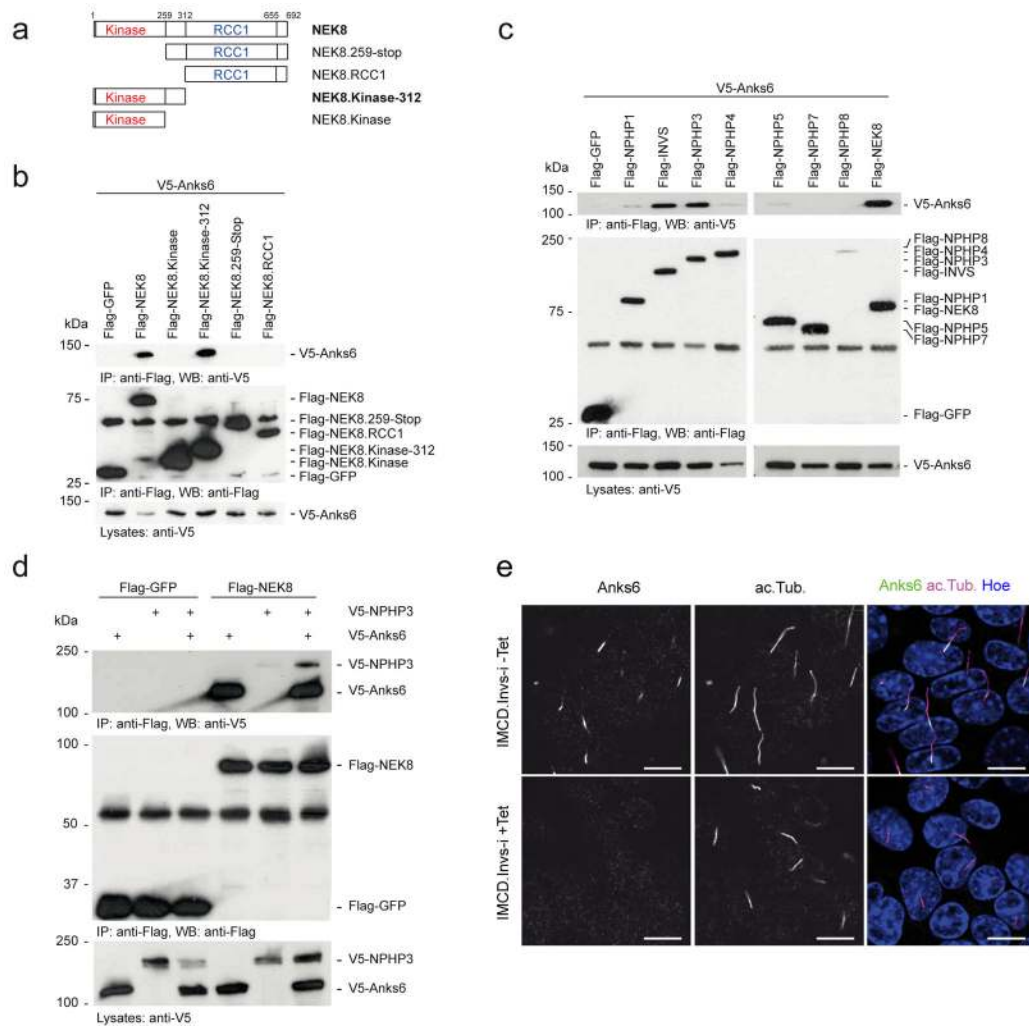 a
1 259 312 655 692
Kinase RCC1 NEK8
RCC1 NEK8.259-stop
RCC1 NEK8.RCC1
Kinase NEK8.Kinase-312
Kinase NEK8.Kinase
b
V5-Anks6
Flag-GFP
Flag-NEK8
Flag-NEK8.Kinase
Flag-NEK8.Kinase-312
Flag-NEK8.259-Stop
Flag-NEK8.RCC1
kDa
150 -
- V5-Anks6
IP: anti-Flag, WB: anti-V5
75 -
- Flag-NEK8
- Flag-NEK8.259-Stop
- Flag-NEK8.RCC1
- Flag-NEK8.Kinase-312
- Flag-NEK8.Kinase
- Flag-GFP
25 -
IP: anti-Flag, WB: anti-Flag
150 -
- V5-Anks6
Lysates: anti-V5
c
V5-Anks6
Flag-GFP
Flag-NPHP1
Flag-INVS
Flag-NPHP3
Flag-NPHP4
Flag-NPHP5
Flag-NPHP7
Flag-NPHP8
Flag-NEK8
kDa
150 -
- V5-Anks6
100 -
IP: anti-Flag, WB: anti-V5
250 -
Flag-NPHP8
Flag-NPHP4
Flag-NPHP3
Flag-INVS
75 -
Flag-NPHP1
Flag-NEK8
Flag-NPHP5
Flag-NPHP7
- Flag-GFP
25 -
IP: anti-Flag, WB: anti-Flag
150 -
- V5-Anks6
100 -
Lysates: anti-V5
d
Flag-GFP Flag-NEK8
+ + + + V5-NPHP3
+ + + + V5-Anks6
kDa
250 -
- V5-NPHP3
- V5-Anks6
100 -
IP: anti-Flag, WB: anti-V5
100 -
- Flag-NEK8
50 -
37 -
- Flag-GFP
IP: anti-Flag, WB: anti-Flag
250 -
- V5-NPHP3
- V5-Anks6
100 -
Lysates: anti-V5
e
Anks6 ac.Tub. Anks6 ac.Tub. Hoe
IMCD.Invs-i -Tet
IMCD.Invs-i +Tet